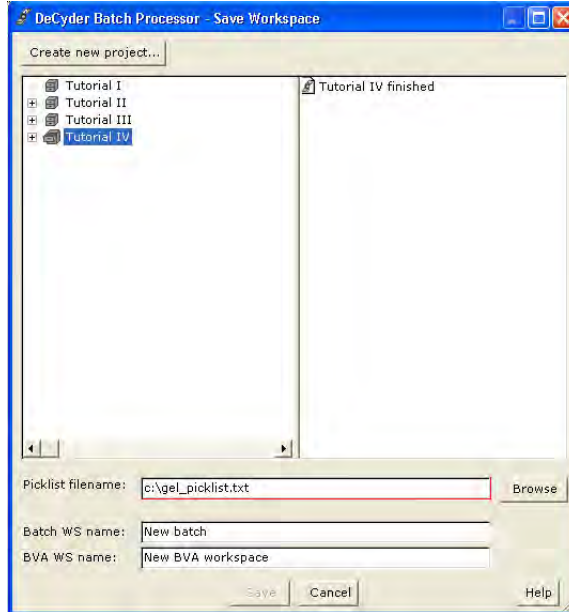 DeCyder Batch Processor - Save Workspace
Create new project...
Tutorial I
Tutorial II
Tutorial III
Tutorial IV
Tutorial IV finished
Picklist filename: c:\gel_picklist.txt Browse
Batch WS name: New batch
BVA WS name: New BVA workspace
Save Cancel Help